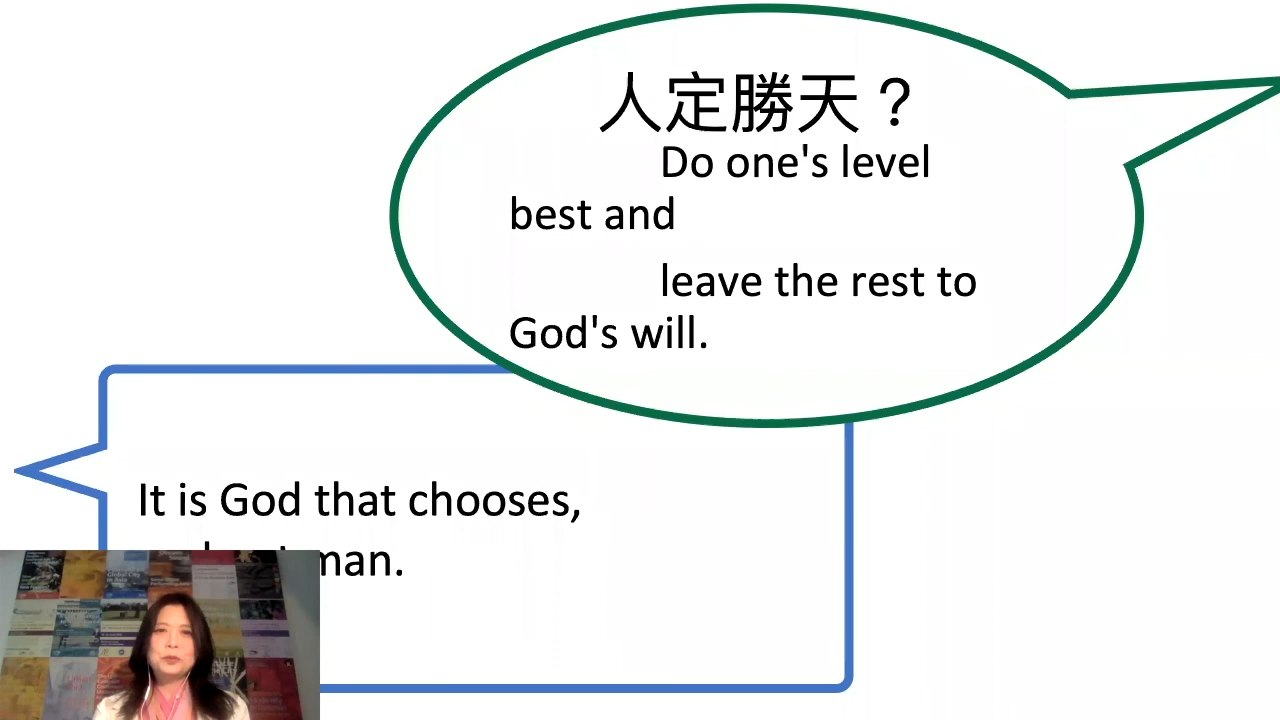 人定勝天？
Do one's level
best and
leave the rest to
God's will.
It is God that chooses,
man.